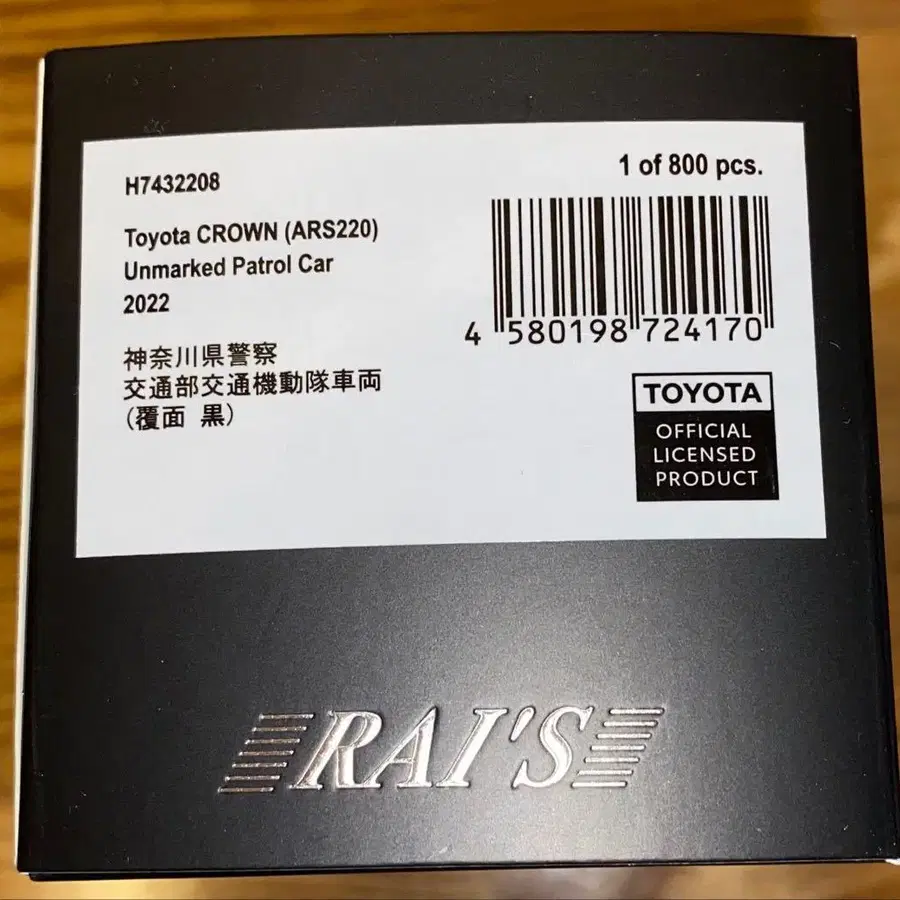 H7432208
1 of 800 pcs.
Toyota CROWN (ARS220)
Unmarked Patrol Car
2022
神奈川県警察
交通部交通機動隊車両
(覆面 黒)
4 580198 724170
TOYOTA
OFFICIAL
LICENSED
PRODUCT
RAI'S